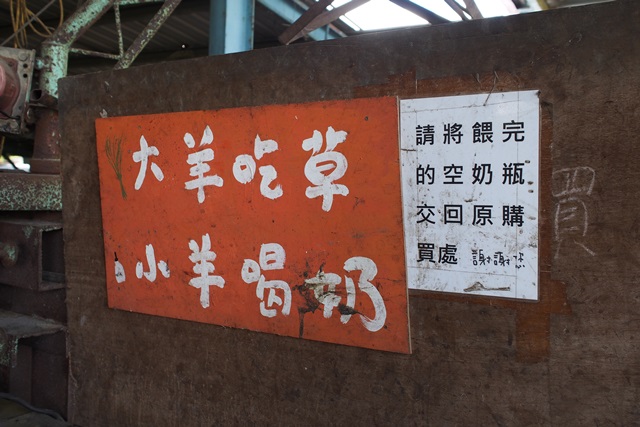 大羊吃草
小羊喝奶
請將餵完
的空奶瓶
交回原購
買處 謝謝您
買